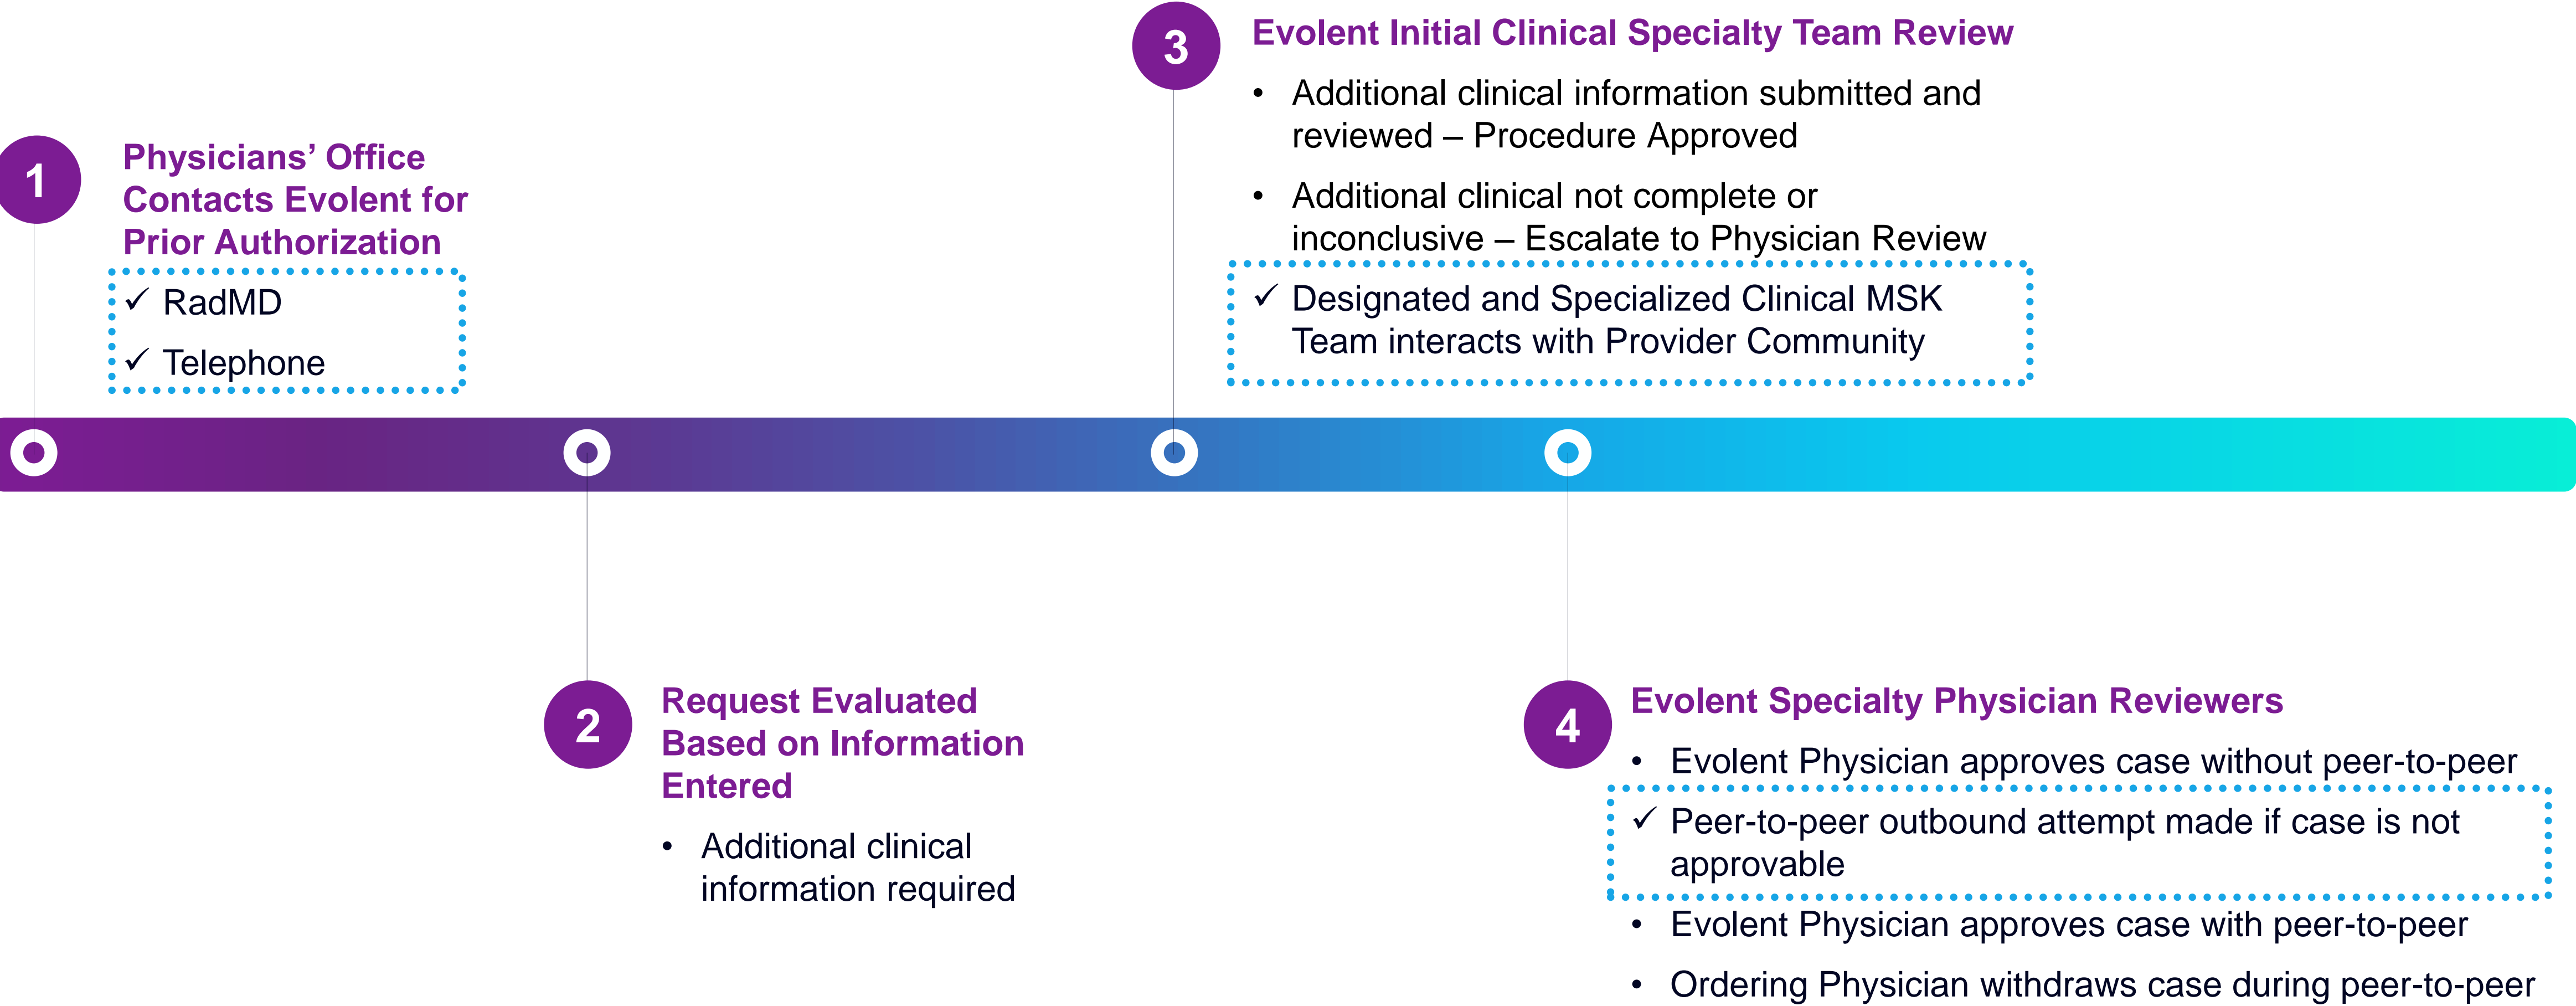 1
Physicians’ Office
Contacts Evolent for
Prior Authorization
✓ RadMD
✓ Telephone
2
Request Evaluated
Based on Information
Entered
• Additional clinical
information required
3
Evolent Initial Clinical Specialty Team Review
• Additional clinical information submitted and
reviewed – Procedure Approved
• Additional clinical not complete or
inconclusive – Escalate to Physician Review
✓ Designated and Specialized Clinical MSK
Team interacts with Provider Community
4
Evolent Specialty Physician Reviewers
• Evolent Physician approves case without peer-to-peer
✓ Peer-to-peer outbound attempt made if case is not
approvable
• Evolent Physician approves case with peer-to-peer
• Ordering Physician withdraws case during peer-to-peer